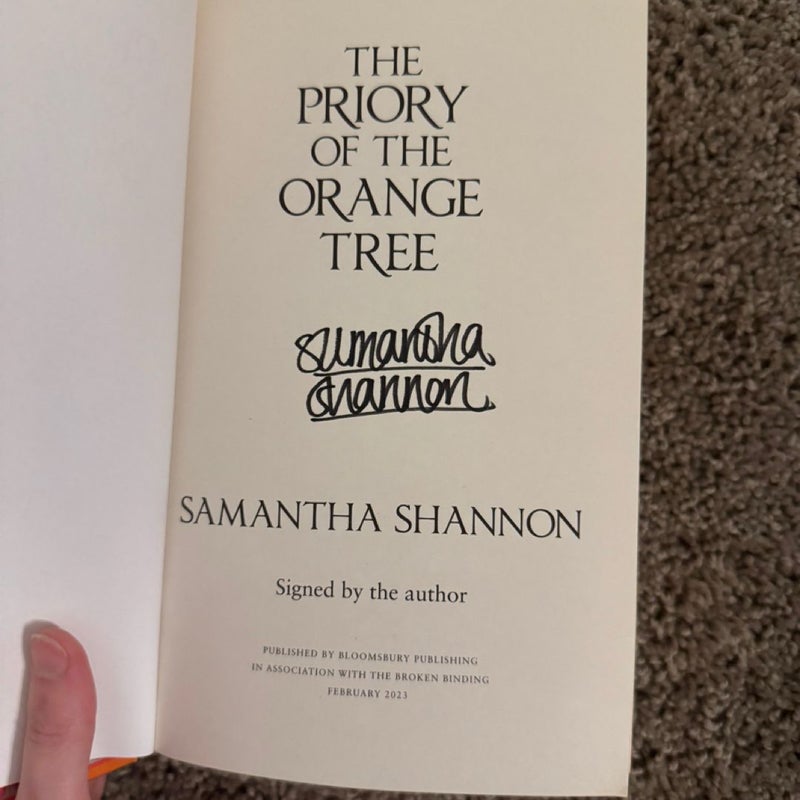 THE
PRIORY
OF THE
ORANGE
TREE
samantha
shannon
SAMANTHA SHANNON
Signed by the author
PUBLISHED BY BLOOMSBURY PUBLISHING
IN ASSOCIATION WITH THE BROKEN BINDING
FEBRUARY 2023